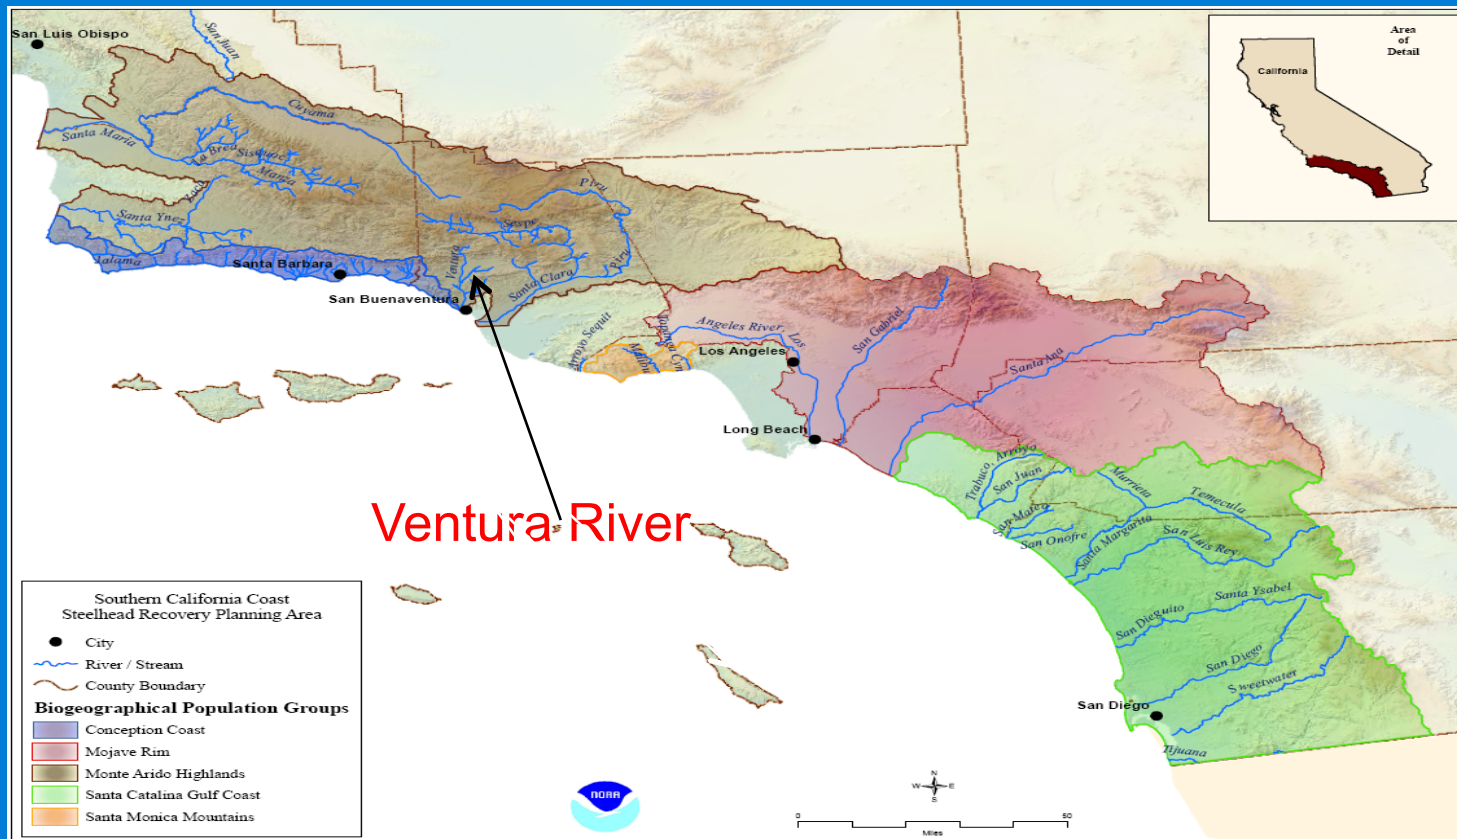 San Luis Obispo
San Juan
Area
of
Detail
California
Cuyama
Santa Maria
La Brea
Sisquoc
Manza
Piru
Santa Ynez
Sespe
Jalama
Santa Barbara
Ventura
Santa Clara
Piru
San Buenaventura
Arroyo Sequit
Topanga Cyn
Malibu
Angeles River, Los
San Gabriel
Los Angeles
Santa Ana
Long Beach
Trabuco, Arroyo
San Juan
Murrieta
Temecula
San Mateo
San Onofre
Santa Margarita
San Luis Rey
Ventura River
Santa Ysabel
San Dieguito
San Diego
Sweetwater
San Diego
Tijuana
Southern California Coast
Steelhead Recovery Planning Area
City
River / Stream
County Boundary
Biogeographical Population Groups
Conception Coast
Mojave Rim
Monte Arido Highlands
Santa Catalina Gulf Coast
Santa Monica Mountains
NOAA
N
W E
S
0 50
Miles